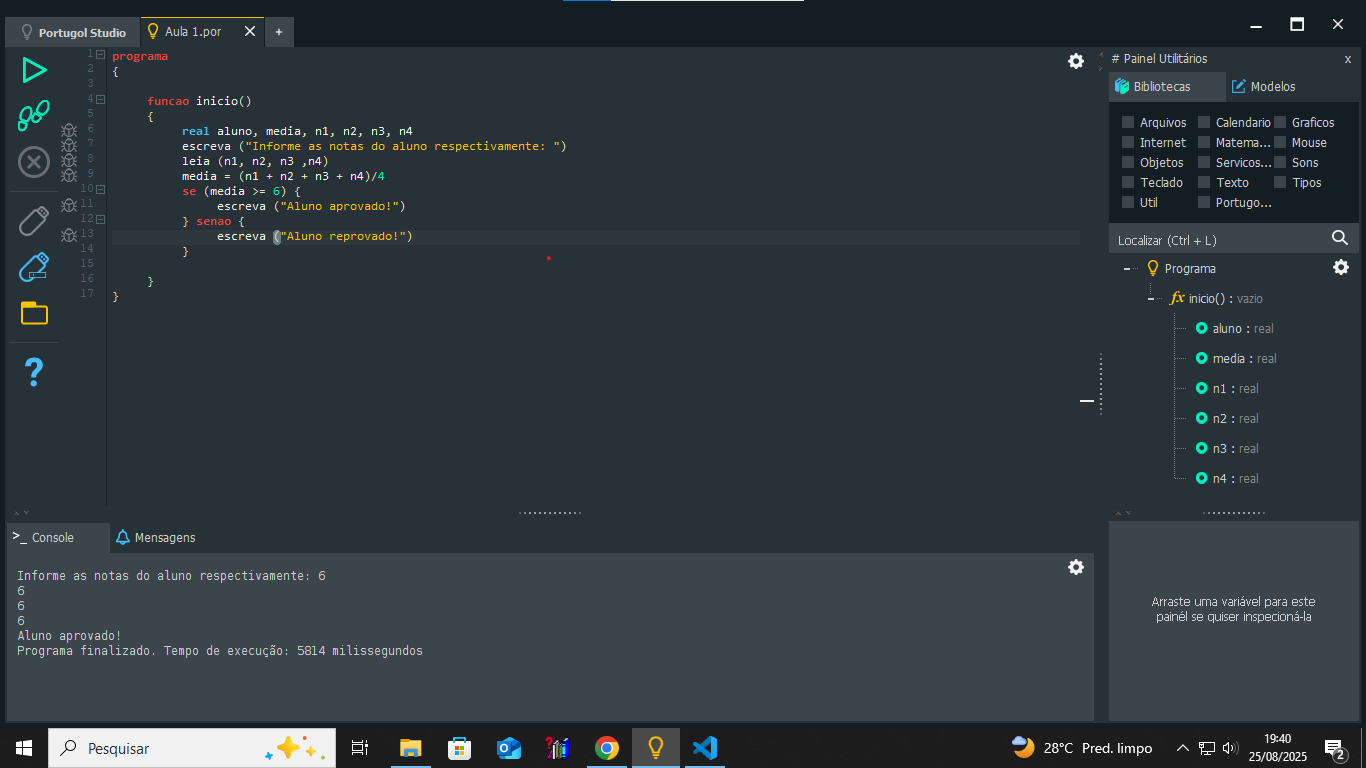 Portugol Studio
Aula 1.por
+
1 programa
2 {
3
4 funcao inicio()
5 {
6 real aluno, media, n1, n2, n3, n4
7 escreva ("Informe as notas do aluno respectivamente: ")
8 leia (n1, n2, n3 ,n4)
9 media = (n1 + n2 + n3 + n4)/4
10 se (media >= 6) {
11 escreva ("Aluno aprovado!")
12 } senao {
13 escreva ("Aluno reprovado!")
14 }
15
16 }
17 }
# Painel Utilitários x
Bibliotecas Modelos
Arquivos Calendario Graficos
Internet Matema... Mouse
Objetos Servicos... Sons
Teclado Texto Tipos
Util Portugo...
Localizar (Ctrl + L)
Programa
fx inicio() : vazio
aluno : real
media : real
n1 : real
n2 : real
n3 : real
n4 : real
Arraste uma variável para este
painél se quiser inspecioná-la
>_ Console Mensagens
Informe as notas do aluno respectivamente: 6
6
6
6
Aluno aprovado!
Programa finalizado. Tempo de execução: 5814 milissegundos
Pesquisar
28°C Pred. limpo
19:40
25/08/2025
2